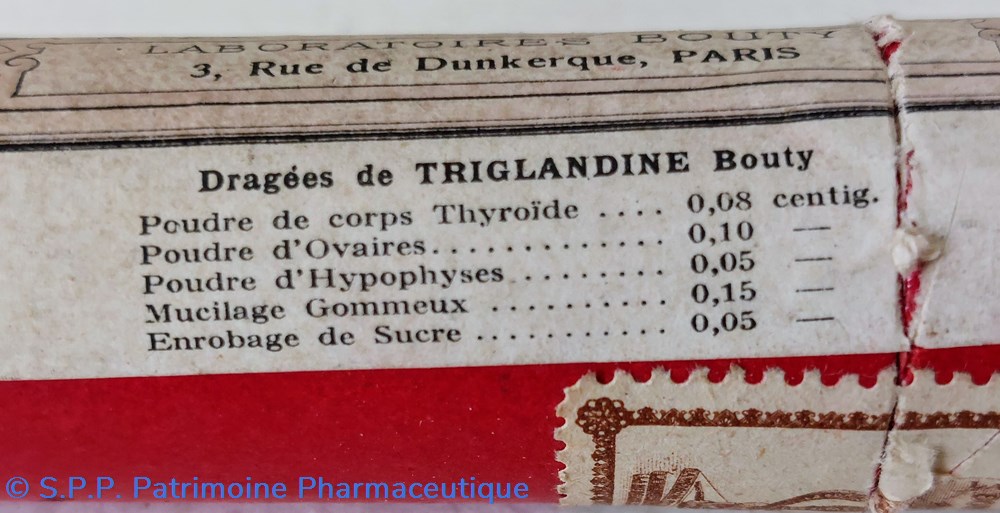 LABORATOIRES BOUTY
3, Rue de Dunkerque, PARIS
Dragées de TRIGLANDINE Bouty
Poudre de corps Thyroïde .... 0,08 centig.
Poudre d'Ovaires............. 0,10 —
Poudre d'Hypophyses ......... 0,05 —
Mucilage Gommeux .......... 0,15 —
Enrobage de Sucre ........... 0,05 —
© S.P.P. Patrimoine Pharmaceutique